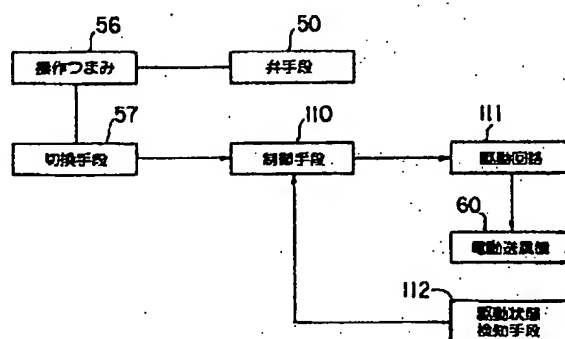 56
操作つまみ
50
弁手段
57
切換手段
110
制御手段
111
駆動回路
60
電動送風機
112
駆動状態
検知手段